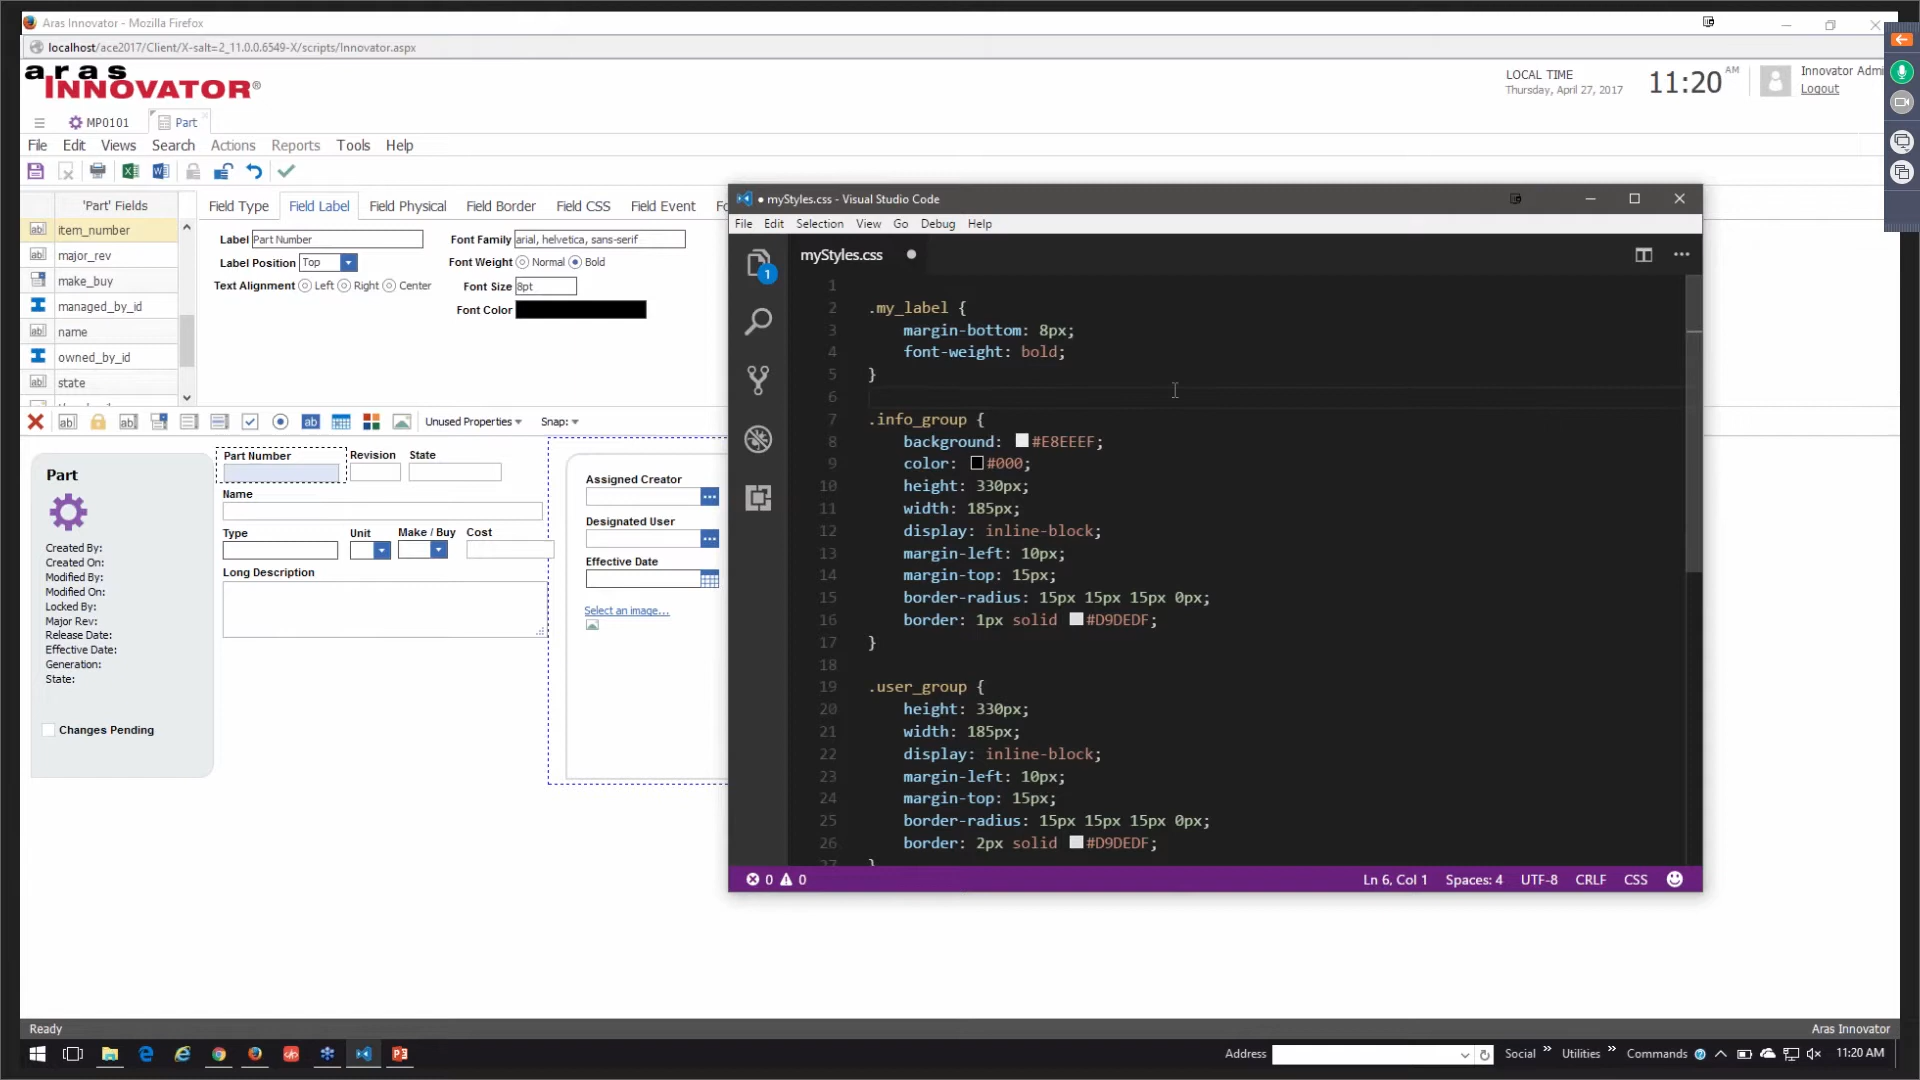 Aras Innovator - Mozilla Firefox
localhost/ace2017/Client/X-salt=2_11.0.0.6549-X/scripts/Innovator.aspx
aras
INNOVATOR®
LOCAL TIME
Thursday, April 27, 2017
11:20 AM
Innovator Admi
Logout
MP0101
Part
File Edit Views Search Actions Reports Tools Help
'Part' Fields
item_number
major_rev
make_buy
managed_by_id
name
owned_by_id
state
Field Type Field Label Field Physical Field Border Field CSS Field Event Fo
Label Part Number
Label Position Top
Text Alignment Left Right Center
Font Family arial, helvetica, sans-serif
Font Weight Normal Bold
Font Size 8pt
Font Color
Unused Properties
Snap:
Part
Created By:
Created On:
Modified By:
Modified On:
Locked By:
Major Rev:
Release Date:
Effective Date:
Generation:
State:
Changes Pending
Part Number Revision State
Name
Type Unit Make / Buy Cost
Long Description
Assigned Creator
Designated User
Effective Date
Select an image...
● myStyles.css - Visual Studio Code
File Edit Selection View Go Debug Help
myStyles.css
1
1
2 .my_label {
3 margin-bottom: 8px;
4 font-weight: bold;
5 }
6
7 .info_group {
8 background: #E8EEEF;
9 color: #000;
10 height: 330px;
11 width: 185px;
12 display: inline-block;
13 margin-left: 10px;
14 margin-top: 15px;
15 border-radius: 15px 15px 15px 0px;
16 border: 1px solid #D9DEDF;
17 }
18
19 .user_group {
20 height: 330px;
21 width: 185px;
22 display: inline-block;
23 margin-left: 10px;
24 margin-top: 15px;
25 border-radius: 15px 15px 15px 0px;
26 border: 2px solid #D9DEDF;
27 }
0 0
Ln 6, Col 1 Spaces: 4 UTF-8 CRLF CSS
Ready
Aras Innovator
Address
Social » Utilities » Commands
11:20 AM